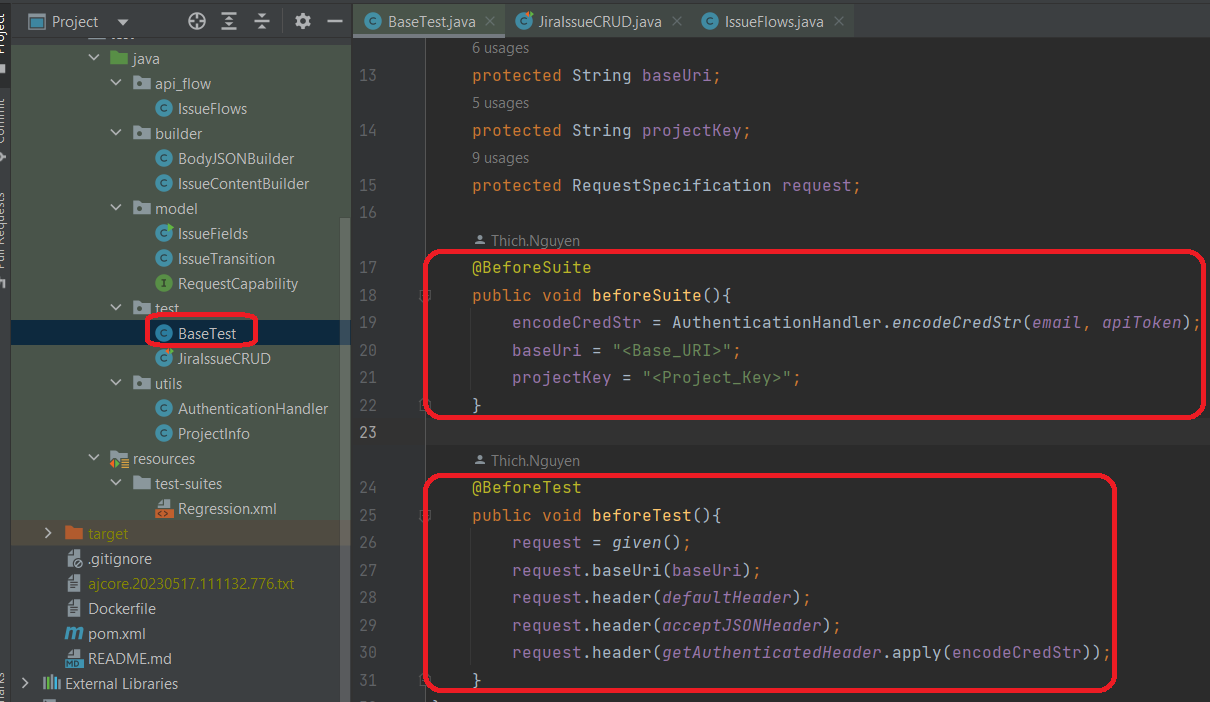 Project
BaseTest.java
JiraIssueCRUD.java
IssueFlows.java
Project
Commit
Pull Requests
java
api_flow
IssueFlows
builder
BodyJSONBuilder
IssueContentBuilder
model
IssueFields
IssueTransition
RequestCapability
test
BaseTest
JiraIssueCRUD
utils
AuthenticationHandler
ProjectInfo
resources
test-suites
Regression.xml
target
.gitignore
ajcore.20230517.111132.776.txt
Dockerfile
pom.xml
README.md
External Libraries
6 usages
13 protected String baseUri;
5 usages
14 protected String projectKey;
9 usages
15 protected RequestSpecification request;
16
Thich.Nguyen
17 @BeforeSuite
18 public void beforeSuite(){
19 encodeCredStr = AuthenticationHandler.encodeCredStr(email, apiToken);
20 baseUri = "<Base_URI>";
21 projectKey = "<Project_Key>";
22 }
23
Thich.Nguyen
24 @BeforeTest
25 public void beforeTest(){
26 request = given();
27 request.baseUri(baseUri);
28 request.header(defaultHeader);
29 request.header(acceptJSONHeader);
30 request.header(getAuthenticatedHeader.apply(encodeCredStr));
31 }